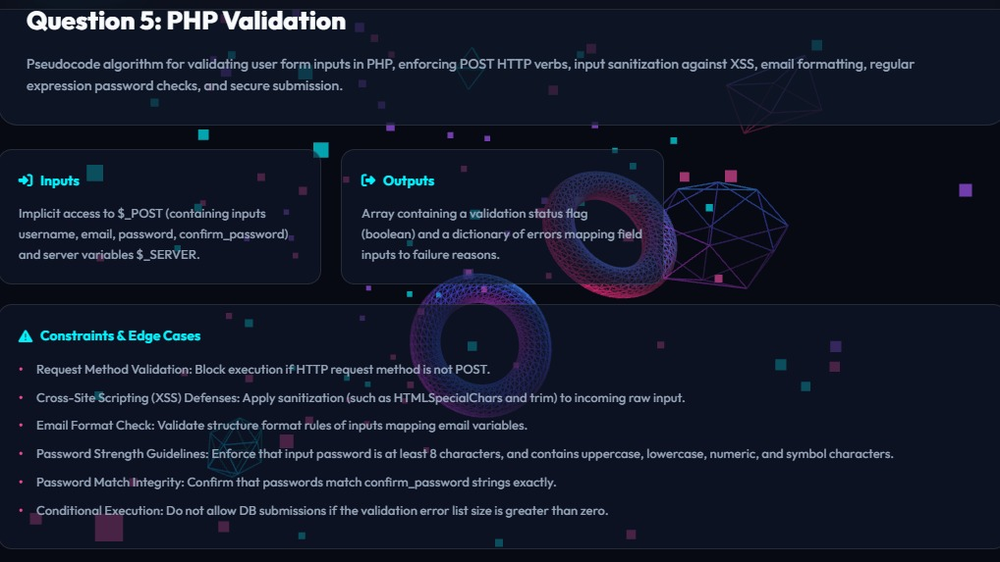 Question 5: PHP Validation
Pseudocode algorithm for validating user form inputs in PHP, enforcing POST HTTP verbs, input sanitization against XSS, email formatting, regular
expression password checks, and secure submission.
Inputs
Implicit access to $_POST (containing inputs
username, email, password, confirm_password)
and server variables $_SERVER.
Outputs
Array containing a validation status flag
(boolean) and a dictionary of errors mapping field
inputs to failure reasons.
Constraints & Edge Cases
• Request Method Validation: Block execution if HTTP request method is not POST.
• Cross-Site Scripting (XSS) Defenses: Apply sanitization (such as HTMLSpecialChars and trim) to incoming raw input.
• Email Format Check: Validate structure format rules of inputs mapping email variables.
• Password Strength Guidelines: Enforce that input password is at least 8 characters, and contains uppercase, lowercase, numeric, and symbol characters.
• Password Match Integrity: Confirm that passwords match confirm_password strings exactly.
• Conditional Execution: Do not allow DB submissions if the validation error list size is greater than zero.